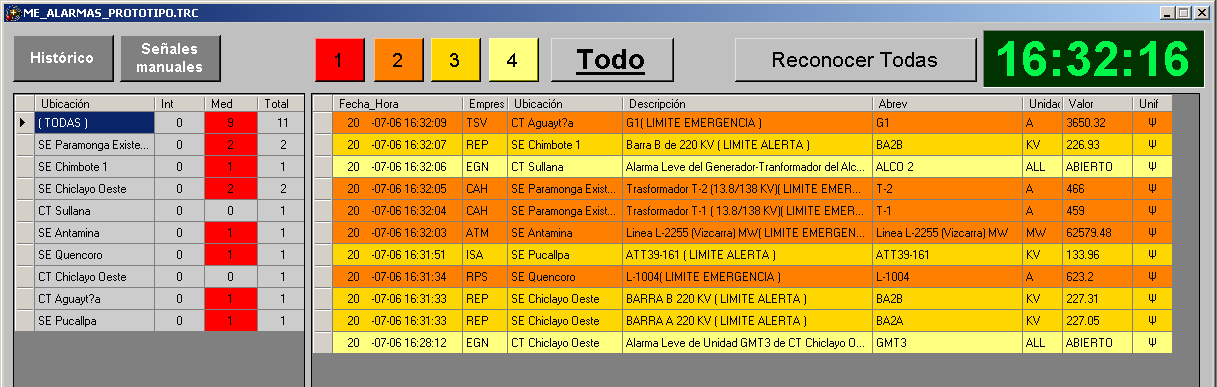 ME_ALARMAS_PROTOTIPO.TRC
Histórico
Señales manuales
1 2 3 4 Todo
Reconocer Todas
16:32:16
Ubicación Int Med Total
( TODAS ) 0 9 11
SE Paramonga Existe... 0 2 2
SE Chimbote 1 0 1 1
SE Chiclayo Oeste 0 2 2
CT Sullana 0 0 1
SE Antamina 0 1 1
SE Quencoro 0 1 1
CT Chiclayo Oeste 0 0 1
CT Aguayt?a 0 1 1
SE Pucallpa 0 1 1
Fecha_Hora Empres Ubicación Descripción Abrev Unidac Valor Unif
20 -07-06 16:32:09 TSV CT Aguayt?a G1( LIMITE EMERGENCIA ) G1 A 3650.32 Ψ
20 -07-06 16:32:07 REP SE Chimbote 1 Barra B de 220 KV ( LIMITE ALERTA ) BA2B KV 226.93 Ψ
20 -07-06 16:32:06 EGN CT Sullana Alarma Leve del Generador-Tranformador del Alc... ALCO 2 ALL ABIERTO Ψ
20 -07-06 16:32:05 CAH SE Paramonga Exist... Trasformador T-2 (13.8/138 KV)( LIMITE EMER... T-2 A 466 Ψ
20 -07-06 16:32:04 CAH SE Paramonga Exist... Trasformador T-1 ( 13.8/138 KV)( LIMITE EMER... T-1 A 459 Ψ
20 -07-06 16:32:03 ATM SE Antamina Linea L-2255 (Vizcarra) MW( LIMITE EMERGEN... Linea L-2255 (Vizcarra) MW MW 62579.48 Ψ
20 -07-06 16:31:51 ISA SE Pucallpa ATT39-161 ( LIMITE ALERTA ) ATT39-161 KV 133.96 Ψ
20 -07-06 16:31:34 RPS SE Quencoro L-1004( LIMITE EMERGENCIA ) L-1004 A 623.2 Ψ
20 -07-06 16:31:33 REP SE Chiclayo Oeste BARRA B 220 KV ( LIMITE ALERTA ) BA2B KV 227.31 Ψ
20 -07-06 16:31:33 REP SE Chiclayo Oeste BARRA A 220 KV ( LIMITE ALERTA ) BA2A KV 227.05 Ψ
20 -07-06 16:28:12 EGN CT Chiclayo Oeste Alarma Leve de Unidad GMT3 de CT Chiclayo O... GMT3 ALL ABIERTO Ψ